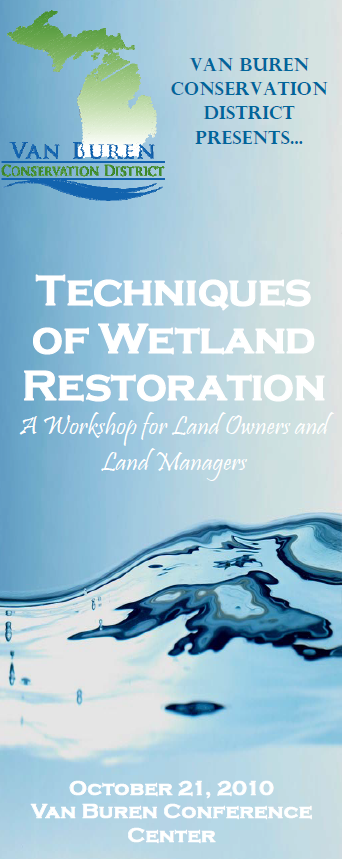 Van Buren
Conservation District
Van Buren
Conservation
District
Presents...
Techniques
of Wetland
Restoration
A Workshop for Land Owners and
Land Managers
October 21, 2010
Van Buren Conference
Center